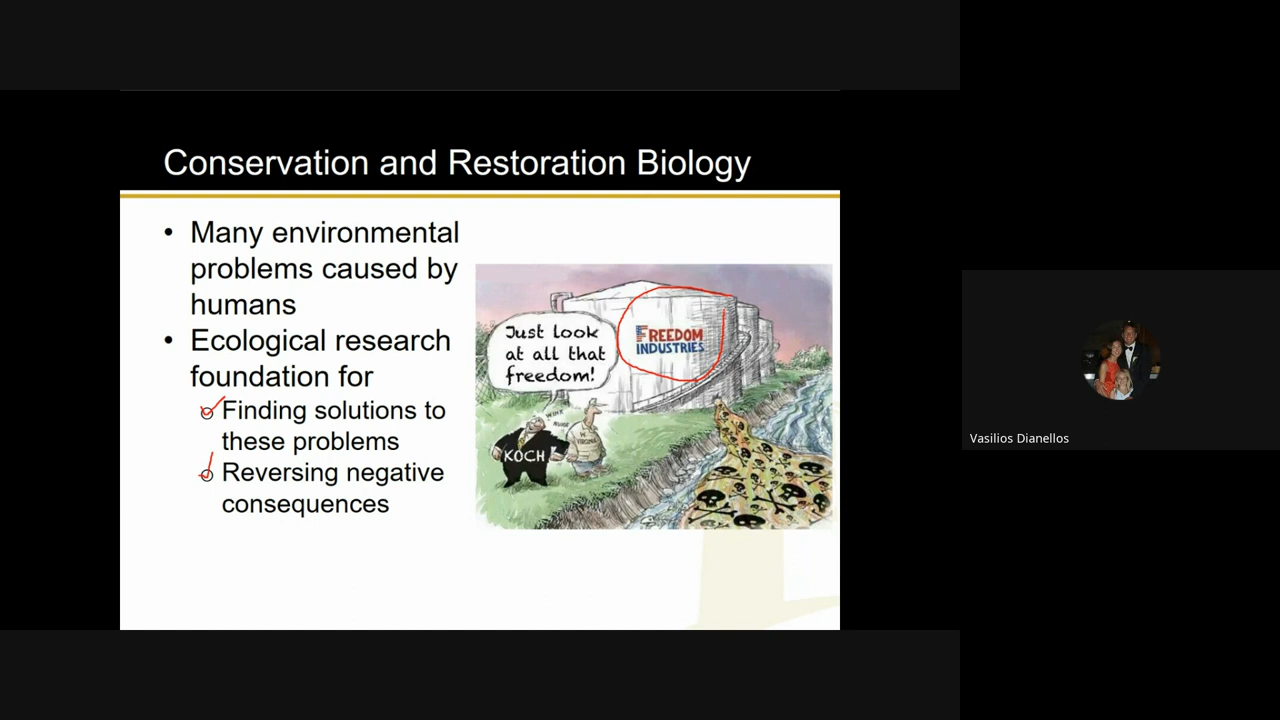 Conservation and Restoration Biology
• Many environmental
problems caused by
humans
• Ecological research
foundation for
Finding solutions to
these problems
Reversing negative
consequences
Just look
at all that
freedom!
FREEDOM
INDUSTRIES
KOCH
W.
VIRGINIA
Vasilios Dianellos